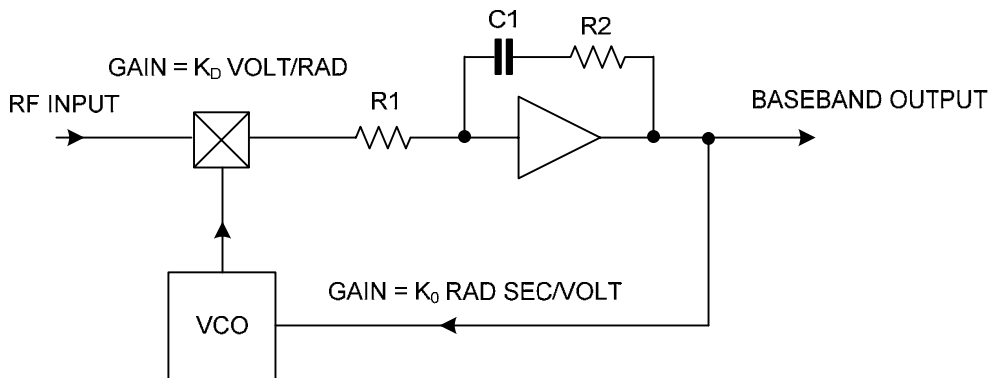 C1
R2
GAIN = K_D VOLT/RAD
RF INPUT
R1
BASEBAND OUTPUT
GAIN = K_0 RAD SEC/VOLT
VCO